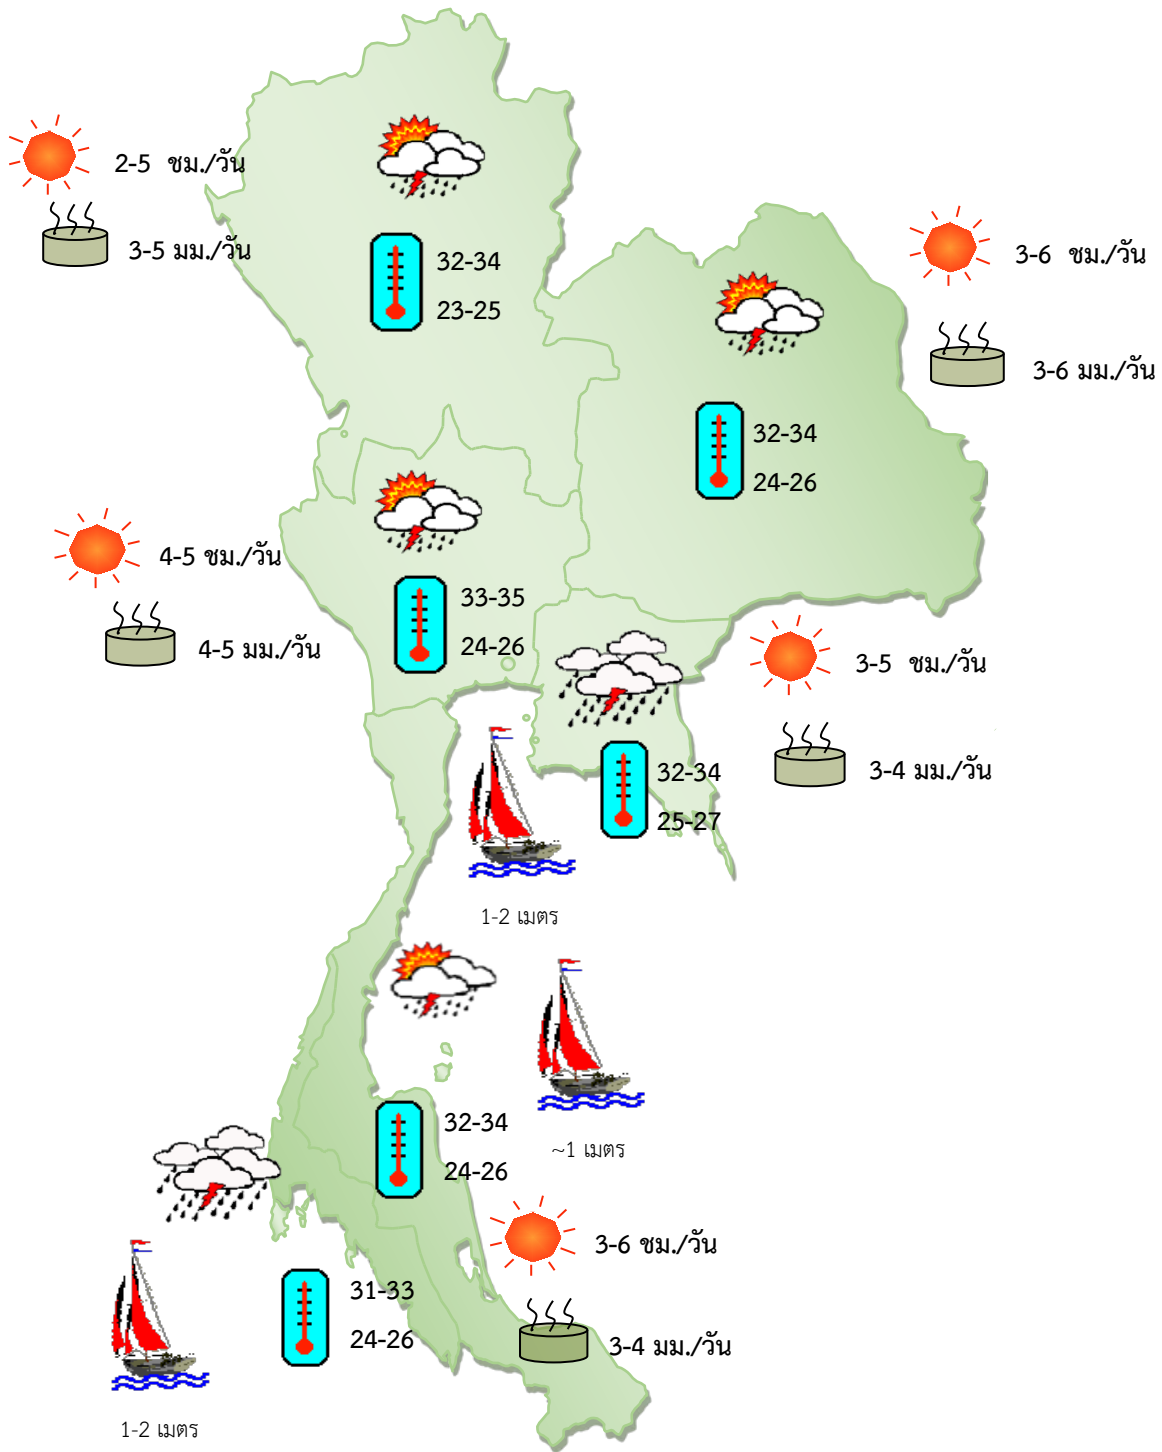 2-5 ชม./วัน
3-5 มม./วัน
32-34
23-25
3-6 ชม./วัน
3-6 มม./วัน
32-34
24-26
4-5 ชม./วัน
4-5 มม./วัน
33-35
24-26
3-5 ชม./วัน
3-4 มม./วัน
32-34
25-27
1-2 เมตร
~1 เมตร
32-34
24-26
3-6 ชม./วัน
3-4 มม./วัน
31-33
24-26
1-2 เมตร